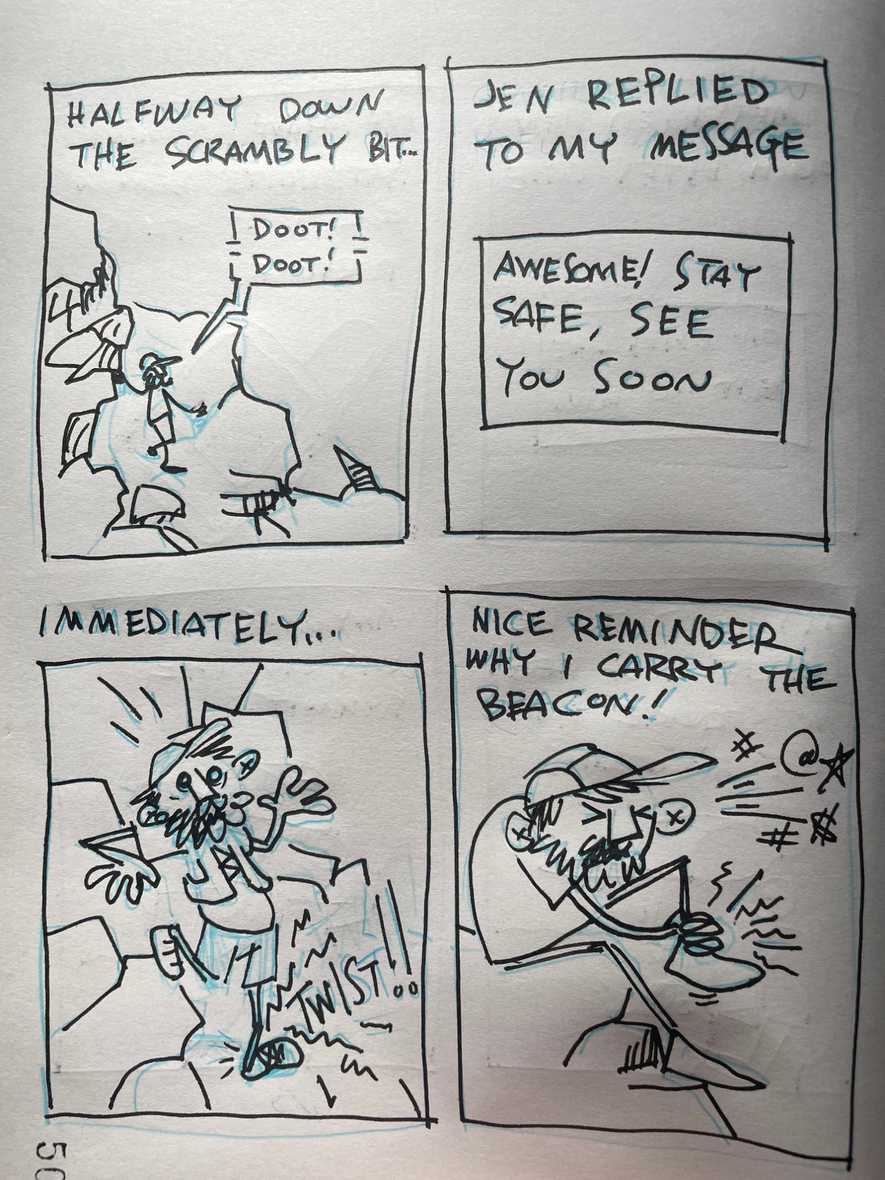 HALFWAY DOWN
THE SCRAMBLY BIT...
DOOT!
DOOT!
JEN REPLIED
TO MY MESSAGE
AWESOME! STAY
SAFE, SEE
YOU SOON
IMMEDIATELY...
TWIST!!
NICE REMINDER
WHY I CARRY THE
BEACON!
#@★
#$
50